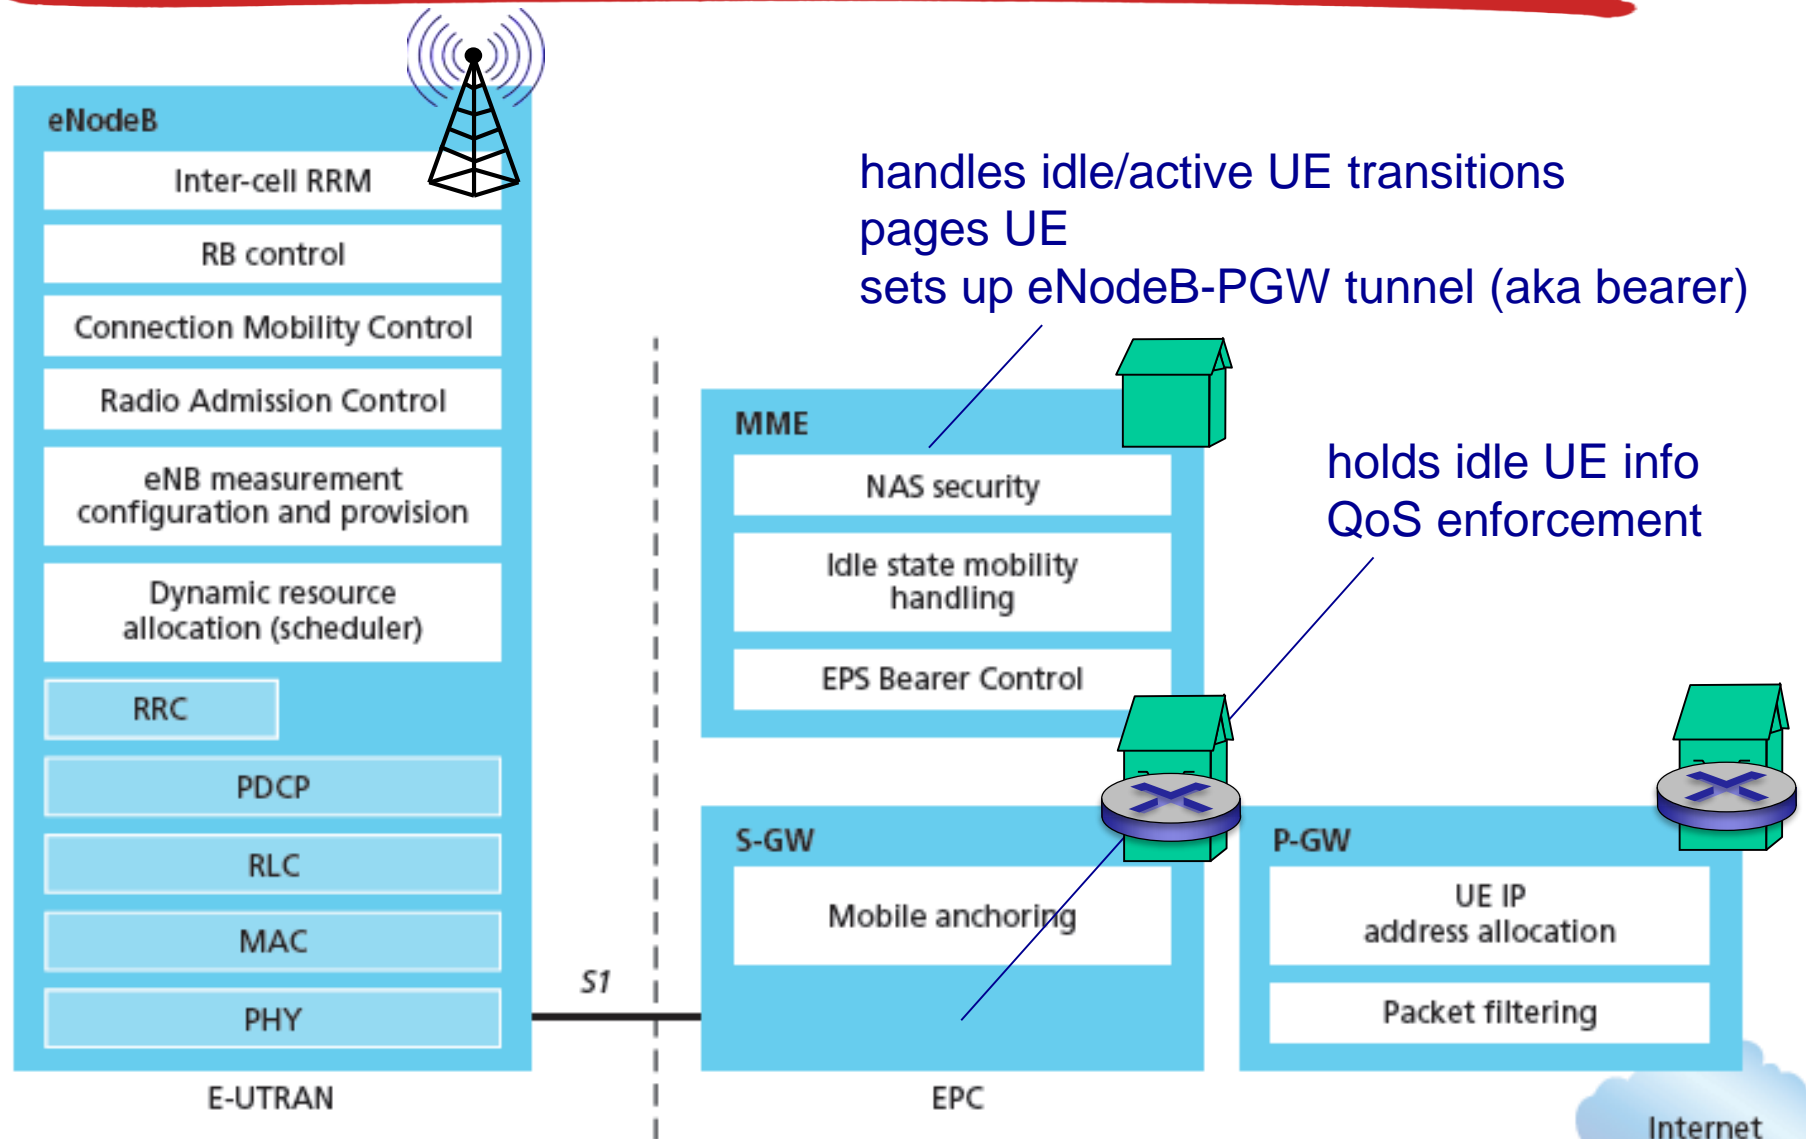 eNodeB
Inter-cell RRM
RB control
Connection Mobility Control
Radio Admission Control
eNB measurement
configuration and provision
Dynamic resource
allocation (scheduler)
RRC
PDCP
RLC
MAC
PHY
E-UTRAN
S1
handles idle/active UE transitions
pages UE
sets up eNodeB-PGW tunnel (aka bearer)
MME
NAS security
Idle state mobility
handling
EPS Bearer Control
holds idle UE info
QoS enforcement
S-GW
Mobile anchoring
P-GW
UE IP
address allocation
Packet filtering
EPC
Internet